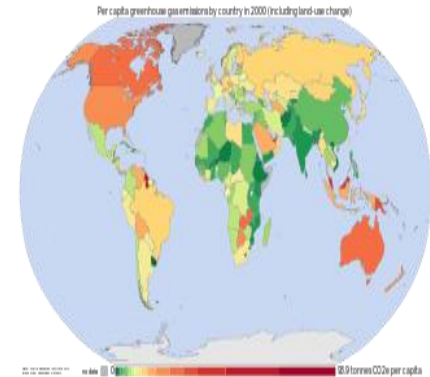 Per capita greenhouse gas emissions by country in 2000 (including land-use change)
no data 0 98.9 tonnes CO2e per capita